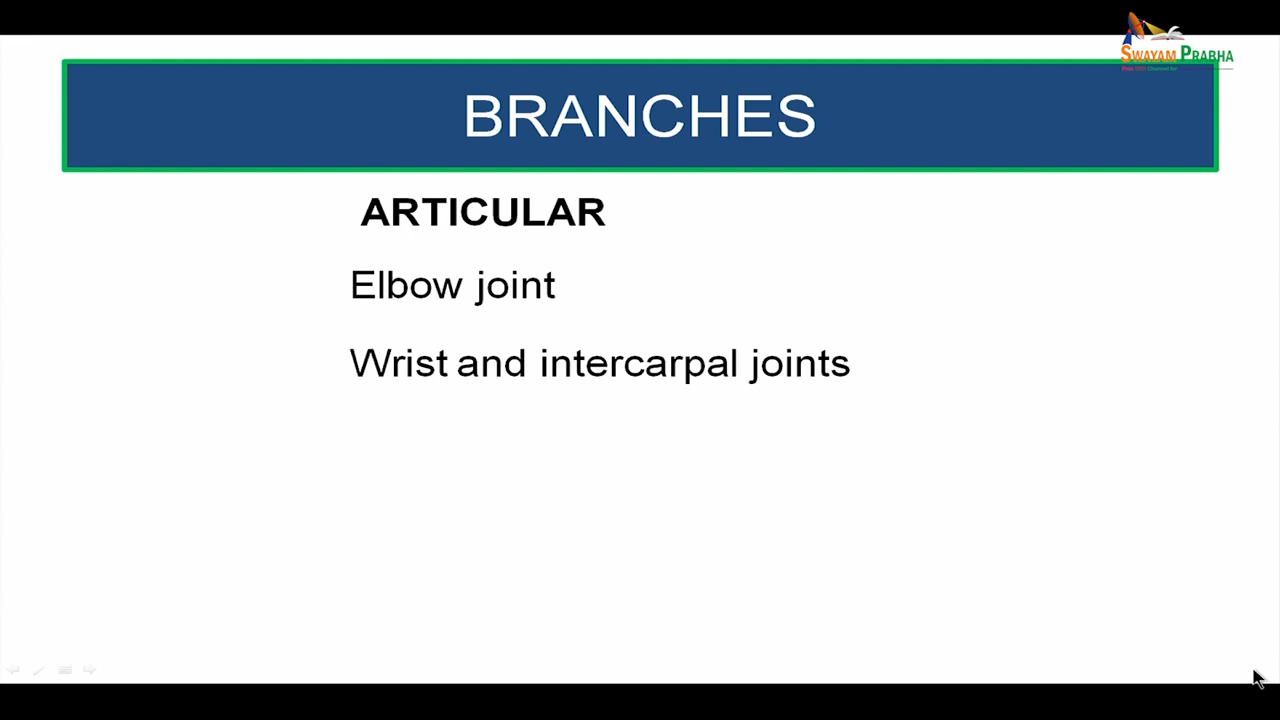 SWAYAM PRABHA
BRANCHES
ARTICULAR
Elbow joint
Wrist and intercarpal joints